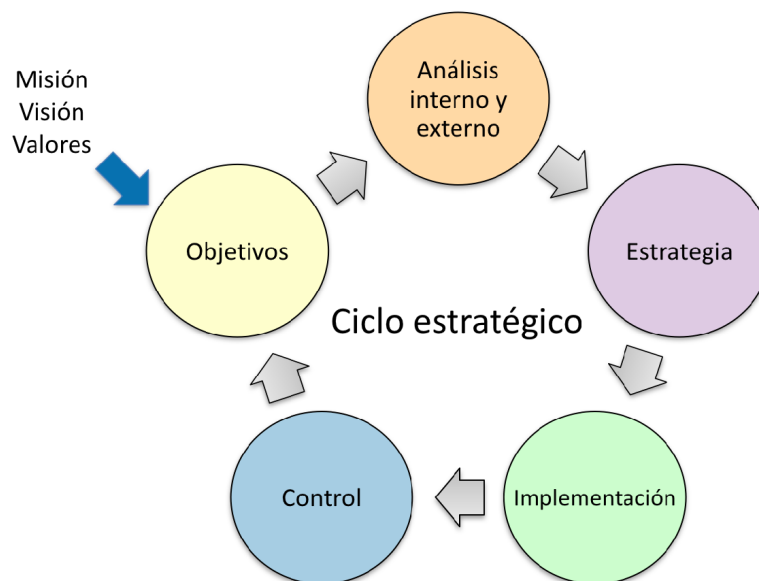 Misión
Visión
Valores
Análisis
interno y
externo
Objetivos
Estrategia
Ciclo estratégico
Control
Implementación